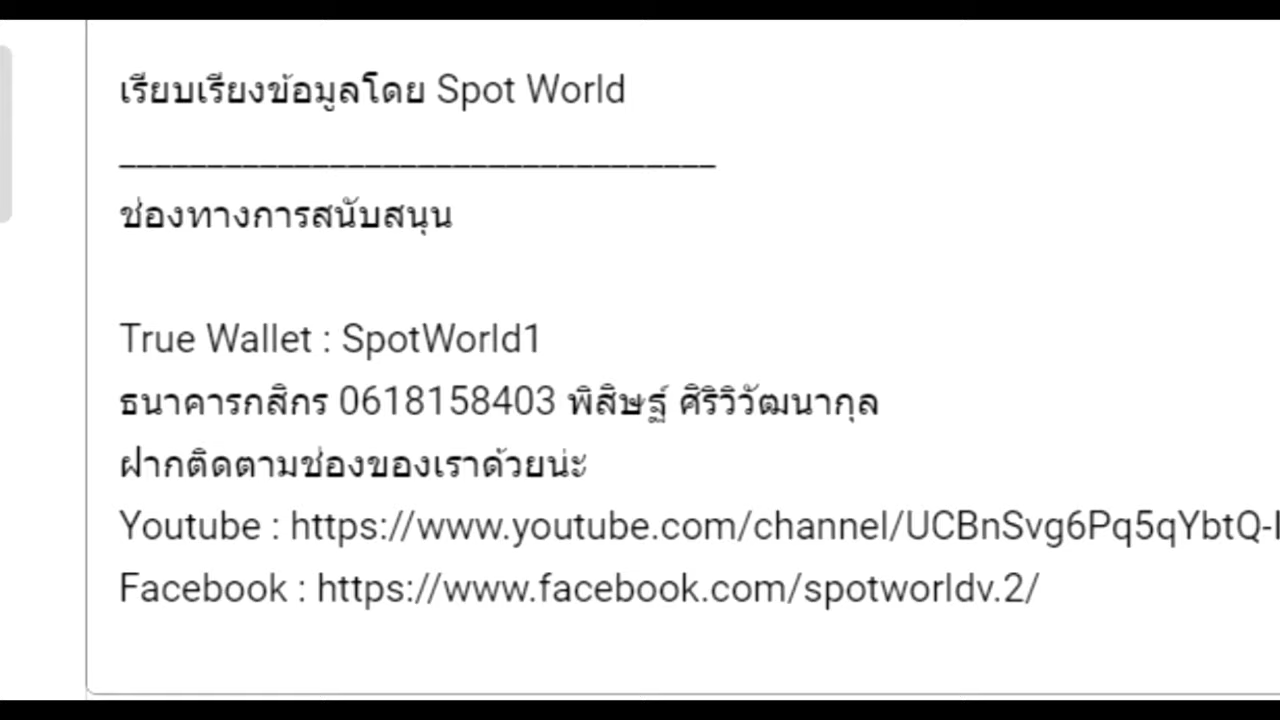 เรียบเรียงข้อมูลโดย Spot World
__________________________________
ช่องทางการสนับสนุน
True Wallet : SpotWorld1
ธนาคารกสิกร 0618158403 พิสิษฐ์ ศิริวิวัฒนากุล
ฝากติดตามช่องของเราด้วยน่ะ
Youtube : https://www.youtube.com/channel/UCBnSvg6Pq5qYbtQ-
Facebook : https://www.facebook.com/spotworldv.2/